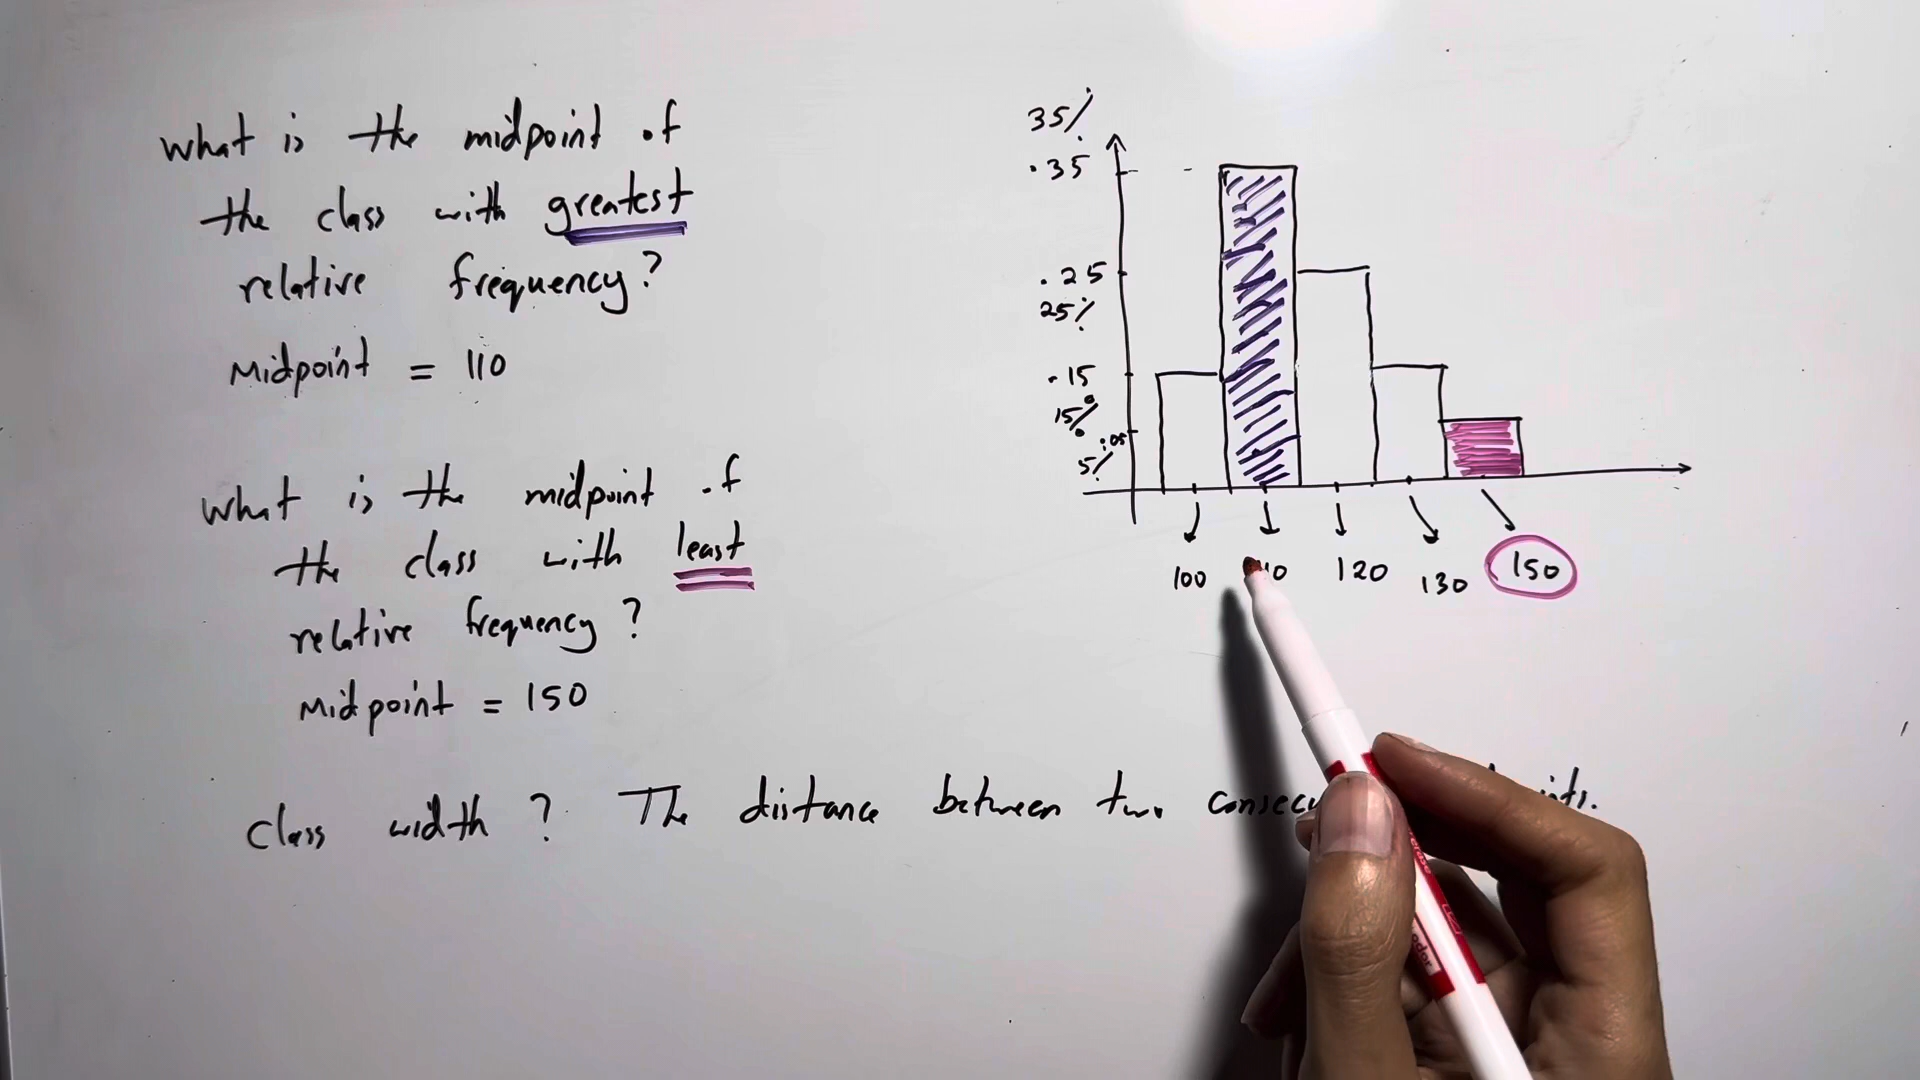 what is the midpoint of
the class with greatest
relative frequency?
Midpoint = 110
what is the midpoint of
the class with least
relative frequency?
Midpoint = 150
class width? The distance between two
35%
.35
.25
25%
.15
15%
.05
5%
100
120
130
150